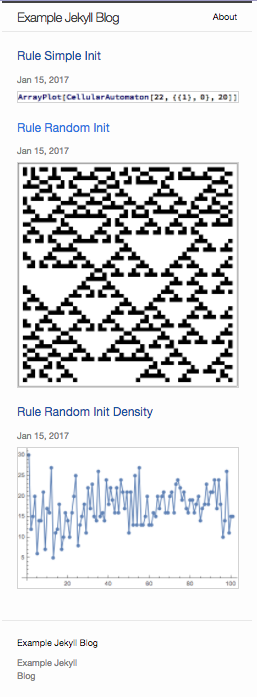 Example Jekyll Blog
About
Rule Simple Init
Jan 15, 2017
ArrayPlot[CellularAutomaton[22, {{1}, 0}, 20]]
Rule Random Init
Jan 15, 2017
Rule Random Init Density
Jan 15, 2017
30
25
20
15
10
5
20 40 60 80 100
Example Jekyll Blog
Example Jekyll
Blog